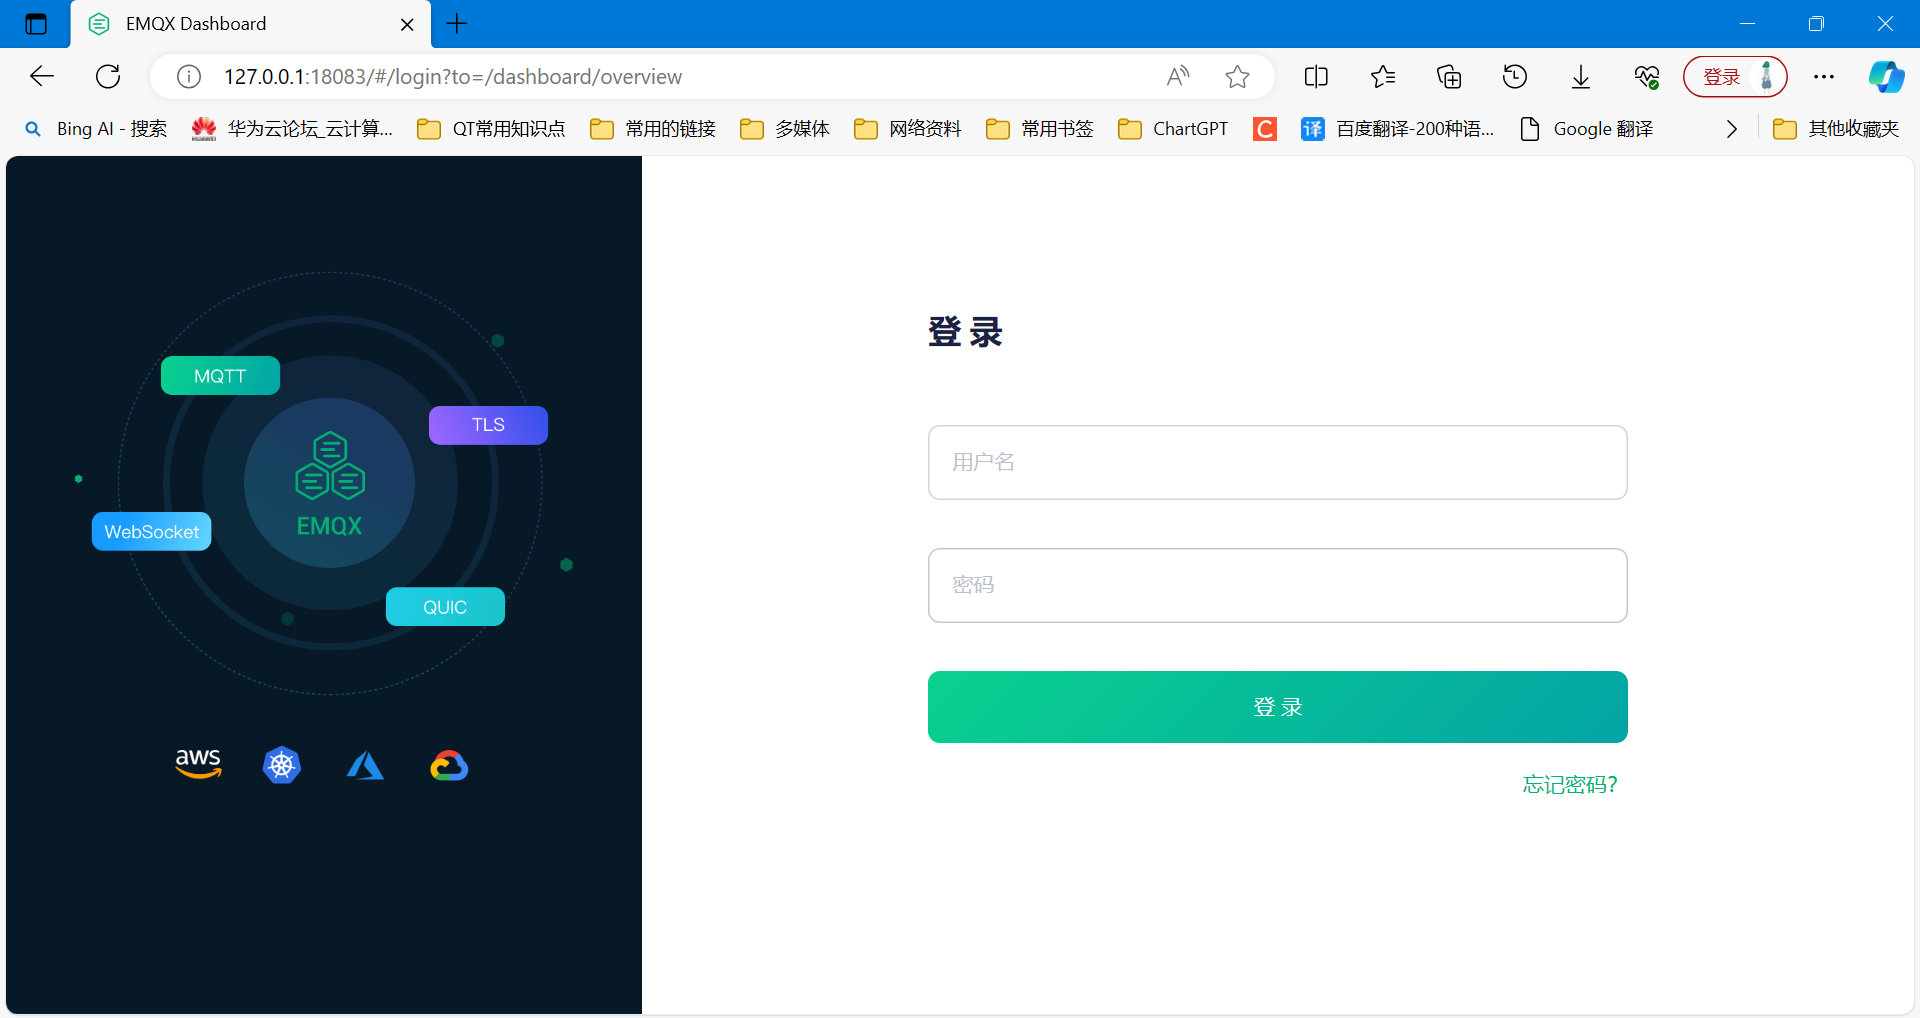 EMQX Dashboard
127.0.0.1:18083/#/login?to=/dashboard/overview
登录
Bing AI - 搜索
华为云论坛_云计算...
QT常用知识点
常用的链接
多媒体
网络资料
常用书签
ChartGPT
C
译
百度翻译-200种语...
Google 翻译
其他收藏夹
MQTT
TLS
EMQX
WebSocket
QUIC
aws
登录
用户名
密码
登录
忘记密码?